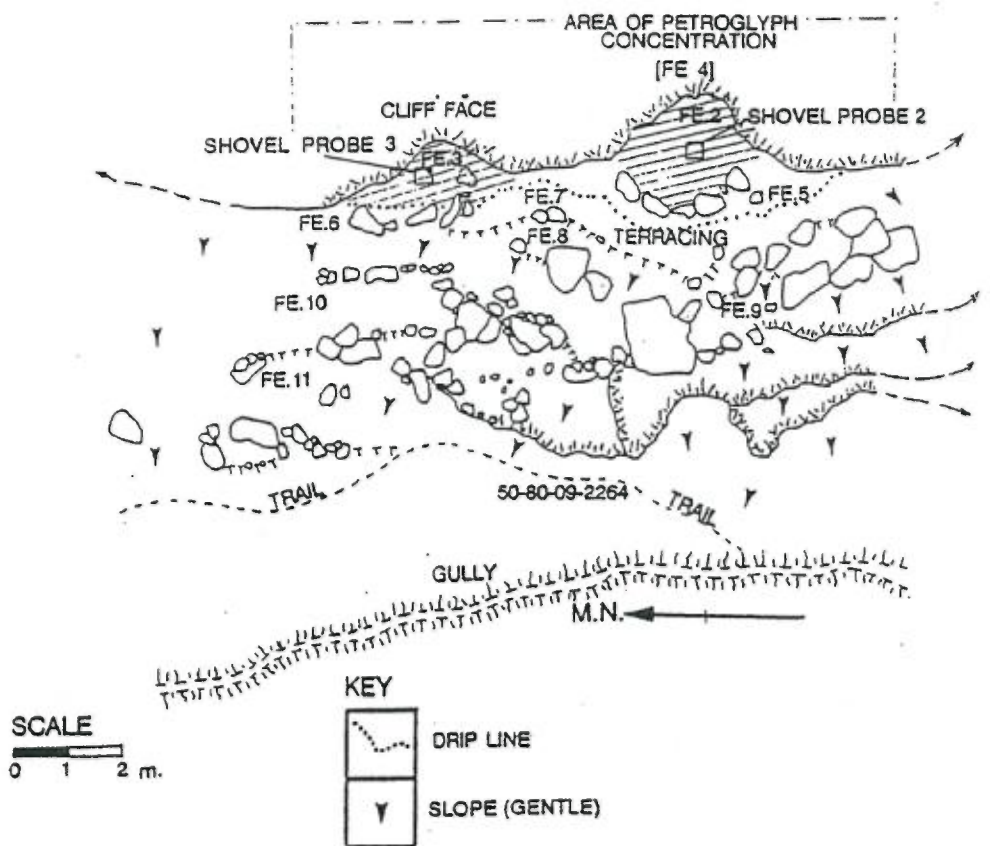 AREA OF PETROGLYPH
CONCENTRATION
[FE 4]
CLIFF FACE
FE.2
SHOVEL PROBE 2
SHOVEL PROBE 3
FE.3
FE.7
FE.5
FE.6
FE.8
TERRACING
FE.10
FE.9
FE.11
TRAIL
50-80-09-2264
TRAIL
GULLY
M.N.
KEY
SCALE
DRIP LINE
0 1 2 m.
SLOPE (GENTLE)